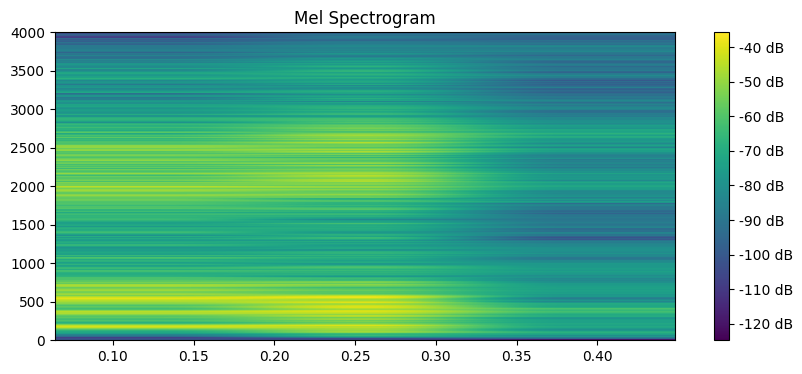 Mel Spectrogram
4000
3500
3000
2500
2000
1500
1000
500
0
0.10 0.15 0.20 0.25 0.30 0.35 0.40
-40 dB
-50 dB
-60 dB
-70 dB
-80 dB
-90 dB
-100 dB
-110 dB
-120 dB